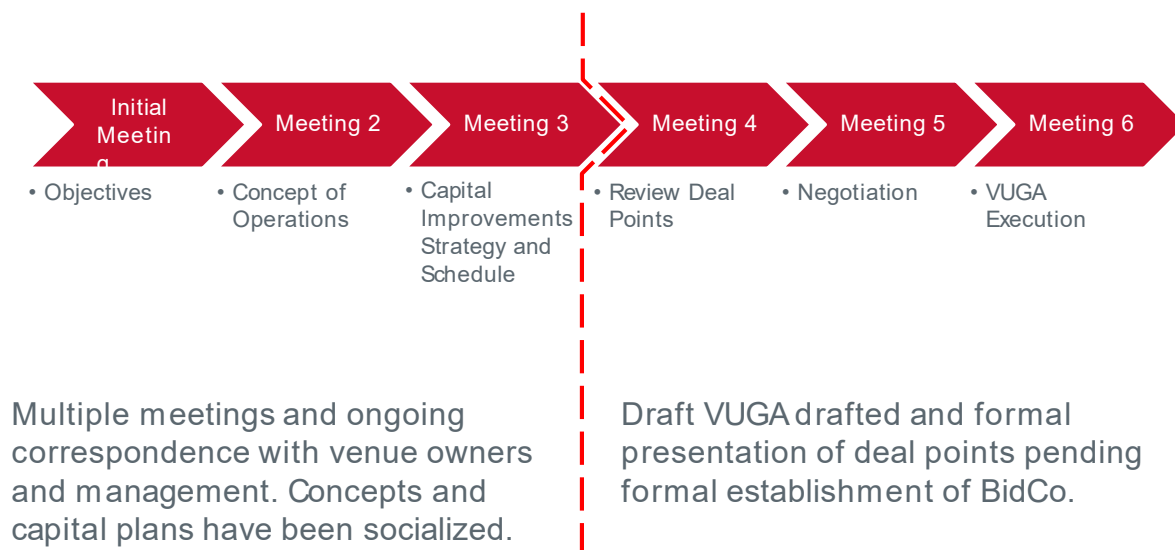 Initial
Meetin
g
Meeting 2
Meeting 3
Meeting 4
Meeting 5
Meeting 6
• Objectives
• Concept of
Operations
• Capital
Improvements
Strategy and
Schedule
• Review Deal
Points
• Negotiation
• VUGA
Execution
Multiple meetings and ongoing
correspondence with venue owners
and management. Concepts and
capital plans have been socialized.
Draft VUGA drafted and formal
presentation of deal points pending
formal establishment of BidCo.